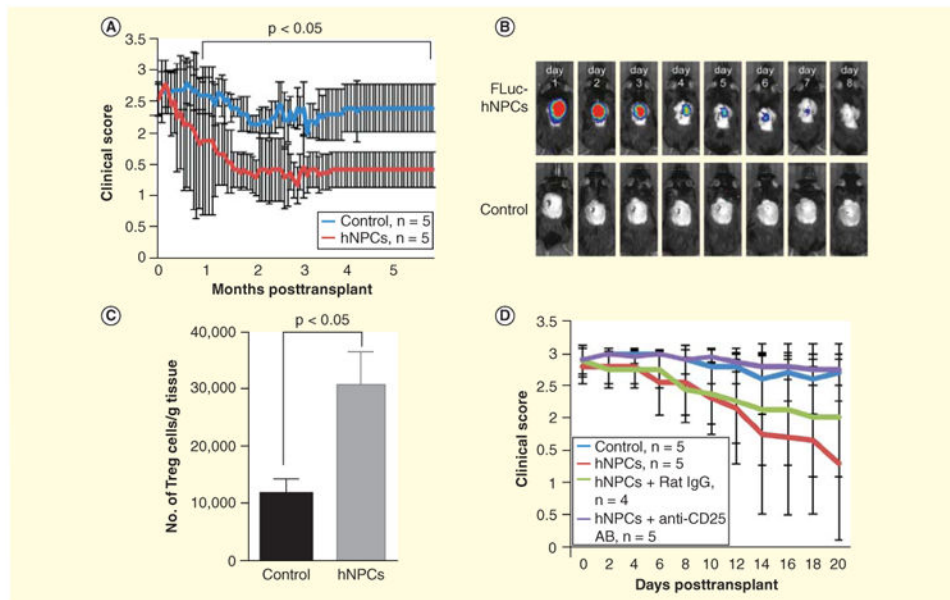 A
p < 0.05
3.5
3
2.5
2
0.5
1
0.5
0
Clinical score
Control, n = 5
hNPCs, n = 5
0 1 2 3 4 5
Months posttransplant
B
FLuc-
hNPCs
day
1
day
2
day
3
day
4
day
5
day
6
day
7
day
8
Control
C
p < 0.05
40,000
30,000
20,000
10,000
0
No. of Treg cells/g tissue
Control hNPCs
D
3.5
3
2.5
2
0.5
1
0.5
0
Clinical score
Control, n = 5
hNPCs, n = 5
hNPCs + Rat IgG,
n = 4
hNPCs + anti-CD25
AB, n = 5
0 2 4 6 8 10 12 14 16 18 20
Days posttransplant